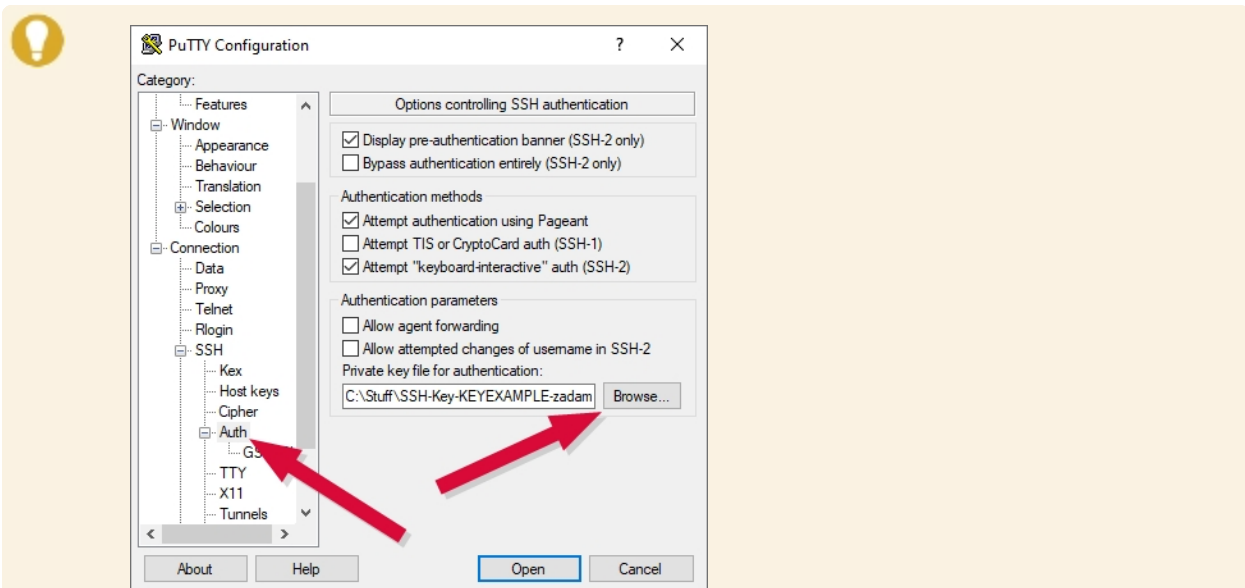 PuTTY Configuration
?
Category:
Features
Window
Appearance
Behaviour
Translation
Selection
Colours
Connection
Data
Proxy
Telnet
Rlogin
SSH
Kex
Host keys
Cipher
Auth
TTY
X11
Tunnels
Options controlling SSH authentication
Display pre-authentication banner (SSH-2 only)
Bypass authentication entirely (SSH-2 only)
Authentication methods
Attempt authentication using Pageant
Attempt TIS or CryptoCard auth (SSH-1)
Attempt "keyboard-interactive" auth (SSH-2)
Authentication parameters
Allow agent forwarding
Allow attempted changes of username in SSH-2
Private key file for authentication:
C:\Stuff\SSH-Key-KEYEXAMPLE-zadam
Browse...
About
Help
Open
Cancel